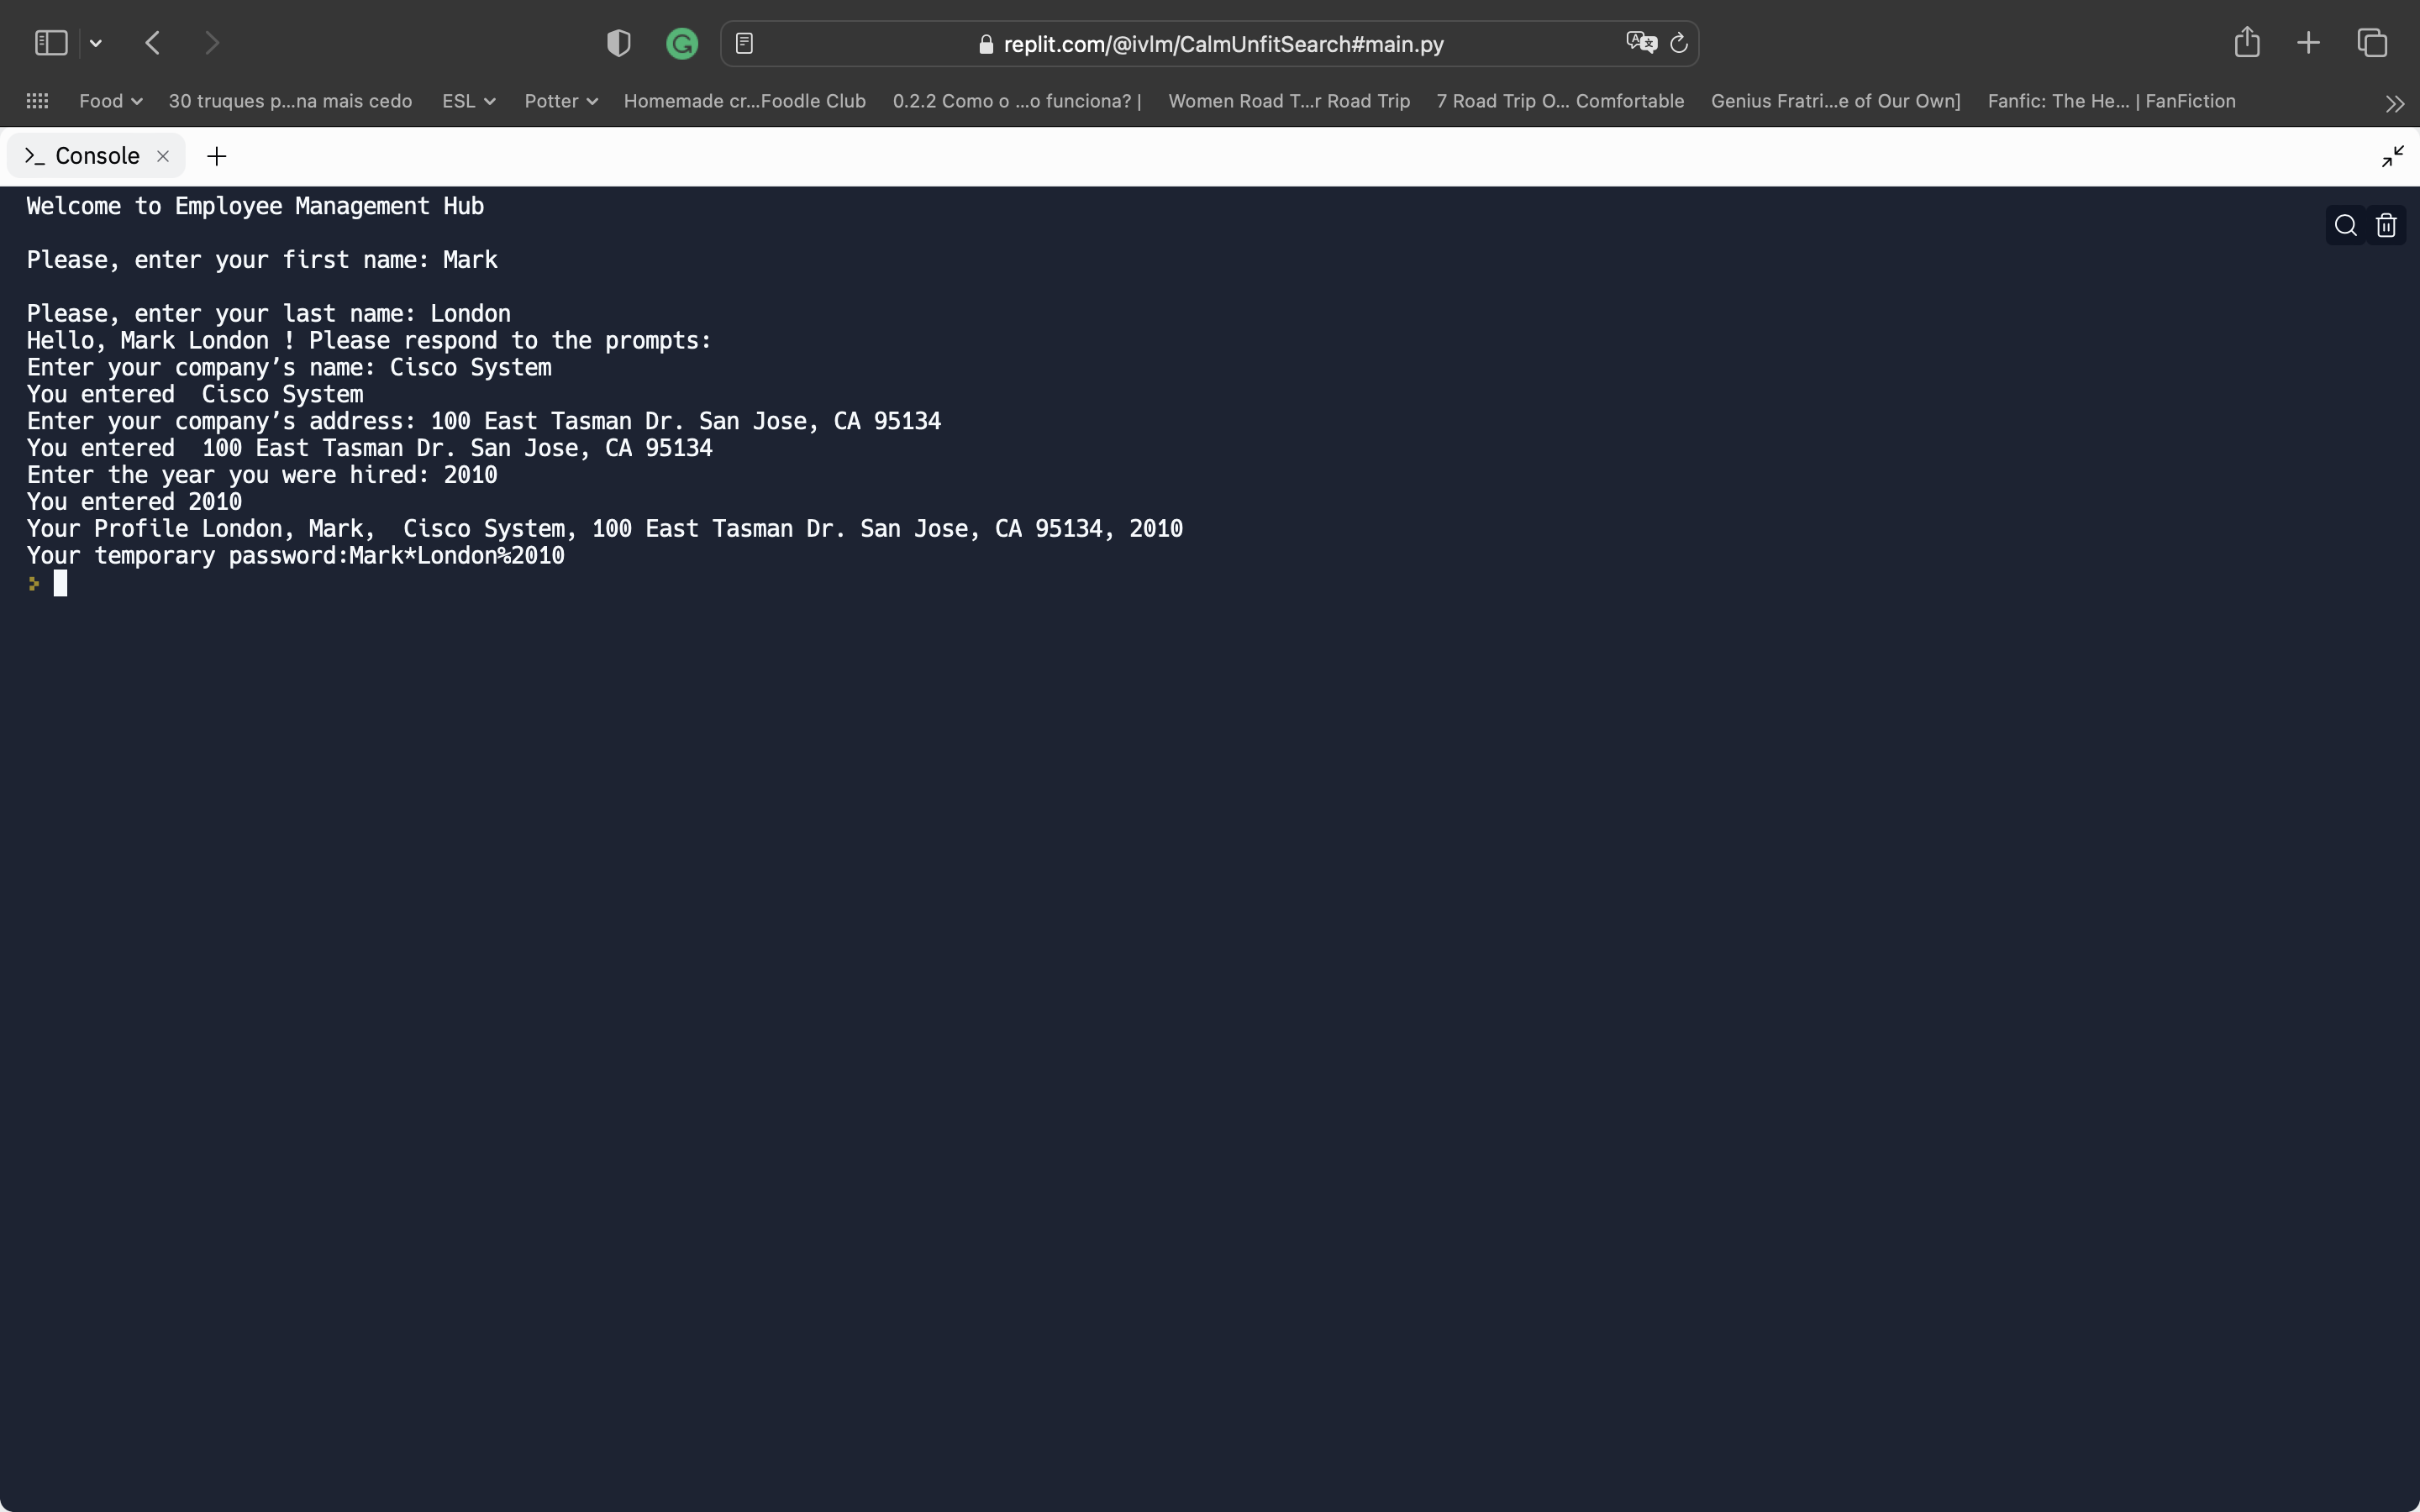 replit.com/@ivlm/CalmUnfitSearch#main.py
Food 30 truques p...na mais cedo ESL Potter Homemade cr...Foodle Club 0.2.2 Como o ...o funciona? | Women Road T...r Road Trip 7 Road Trip O... Comfortable Genius Fratri...e of Our Own] Fanfic: The He... | FanFiction
>_ Console × +
Welcome to Employee Management Hub
Please, enter your first name: Mark
Please, enter your last name: London
Hello, Mark London ! Please respond to the prompts:
Enter your company’s name: Cisco System
You entered  Cisco System
Enter your company’s address: 100 East Tasman Dr. San Jose, CA 95134
You entered  100 East Tasman Dr. San Jose, CA 95134
Enter the year you were hired: 2010
You entered 2010
Your Profile London, Mark,  Cisco System, 100 East Tasman Dr. San Jose, CA 95134, 2010
Your temporary password:Mark*London%2010